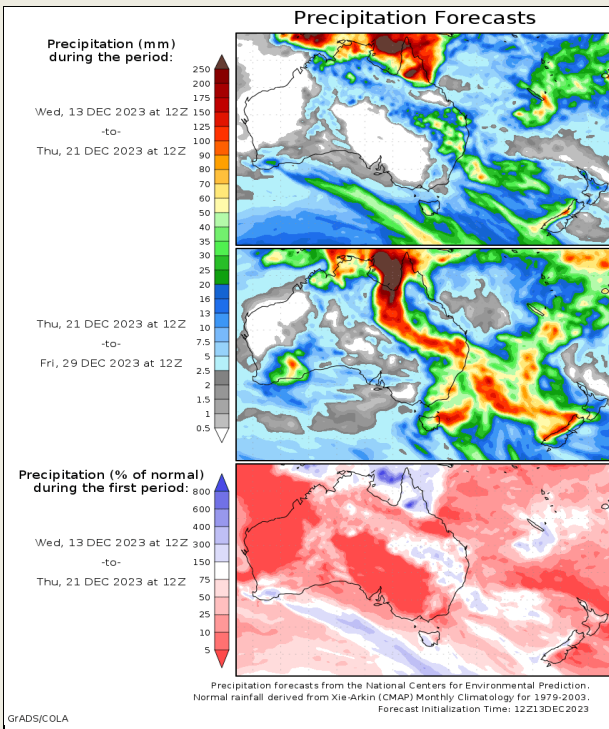 Precipitation Forecasts
Precipitation (mm)
during the period:
Wed, 13 DEC 2023 at 12Z
-to-
Thu, 21 DEC 2023 at 12Z
250
200
175
150
125
100
90
80
70
60
50
40
35
30
25
20
16
13
10
7.5
5
2.5
2
1.5
1
0.5
Thu, 21 DEC 2023 at 12Z
-to-
Fri, 29 DEC 2023 at 12Z
Precipitation (% of normal)
during the first period:
Wed, 13 DEC 2023 at 12Z
-to-
Thu, 21 DEC 2023 at 12Z
800
600
400
300
150
75
50
25
10
5
Precipitation forecasts from the National Centers for Environmental Prediction.
Normal rainfall derived from Xie-Arkin (CMAP) Monthly Climatology for 1979-2003.
Forecast Initialization Time: 12Z13DEC2023
GrADS/COLA